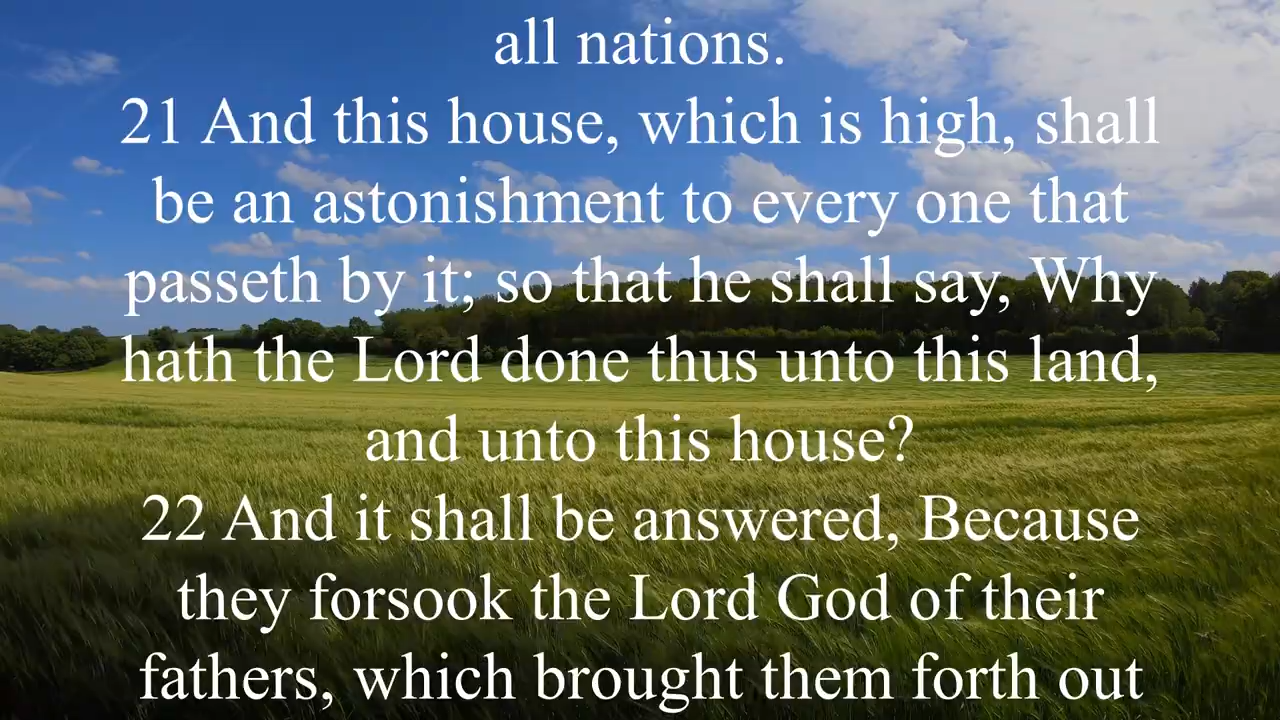 all nations.
21 And this house, which is high, shall
be an astonishment to every one that
passeth by it; so that he shall say, Why
hath the Lord done thus unto this land,
and unto this house?
22 And it shall be answered, Because
they forsook the Lord God of their
fathers, which brought them forth out